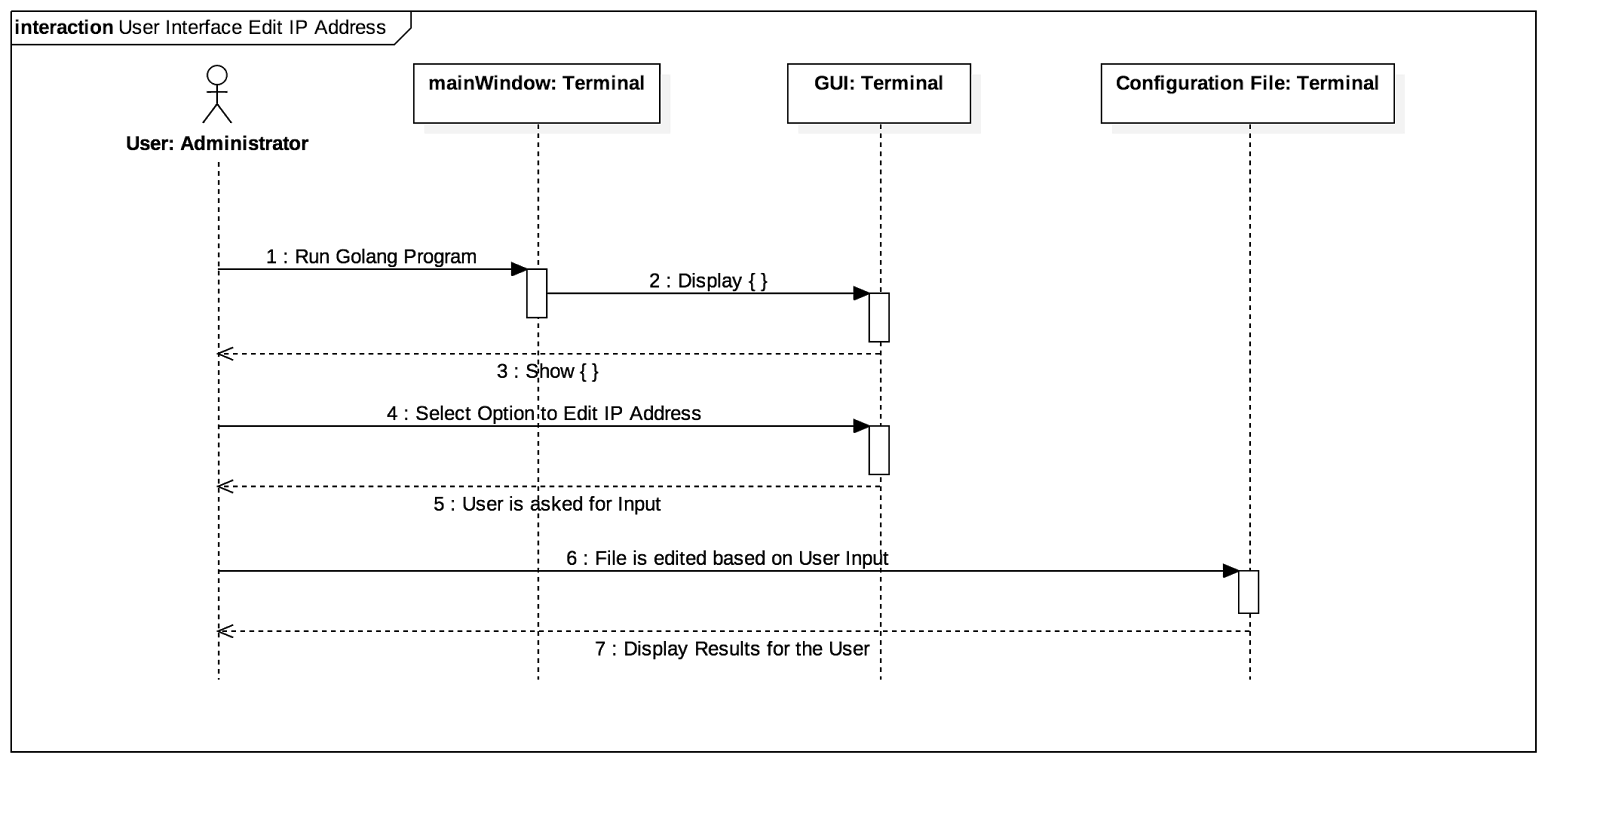 interaction User Interface Edit IP Address
mainWindow: Terminal
GUI: Terminal
Configuration File: Terminal
User: Administrator
1 : Run Golang Program
2 : Display { }
3 : Show { }
4 : Select Option to Edit IP Address
5 : User is asked for Input
6 : File is edited based on User Input
7 : Display Results for the User